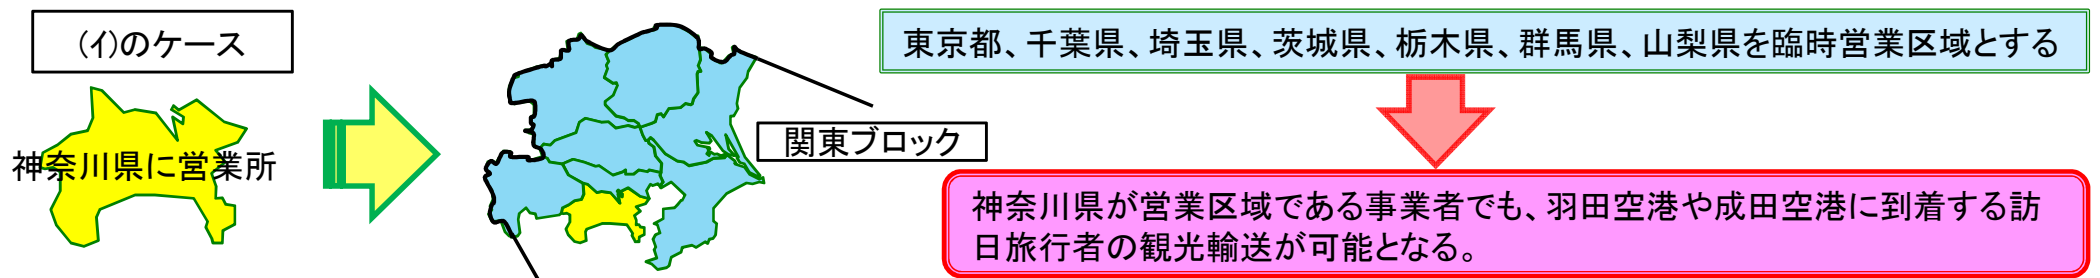 (イ)のケース
神奈川県に営業所
関東ブロック
東京都、千葉県、埼玉県、茨城県、栃木県、群馬県、山梨県を臨時営業区域とする
神奈川県が営業区域である事業者でも、羽田空港や成田空港に到着する訪
日旅行者の観光輸送が可能となる。